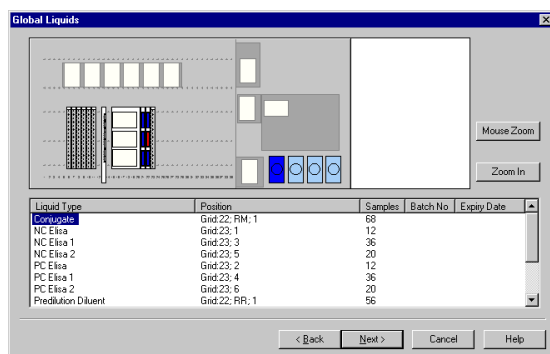 Global Liquids
Mouse Zoom
Zoom In
Liquid Type Position Samples Batch No Expiry Date
Conjugate Grid:22; RM; 1 68
NC Elisa Grid:23; 1 12
NC Elisa 1 Grid:23; 3 36
NC Elisa 2 Grid:23; 5 20
PC Elisa Grid:23; 2 12
PC Elisa 1 Grid:23; 4 36
PC Elisa 2 Grid:23; 6 20
Predilution Diluent Grid:22; RR; 1 56
< Back Next > Cancel Help